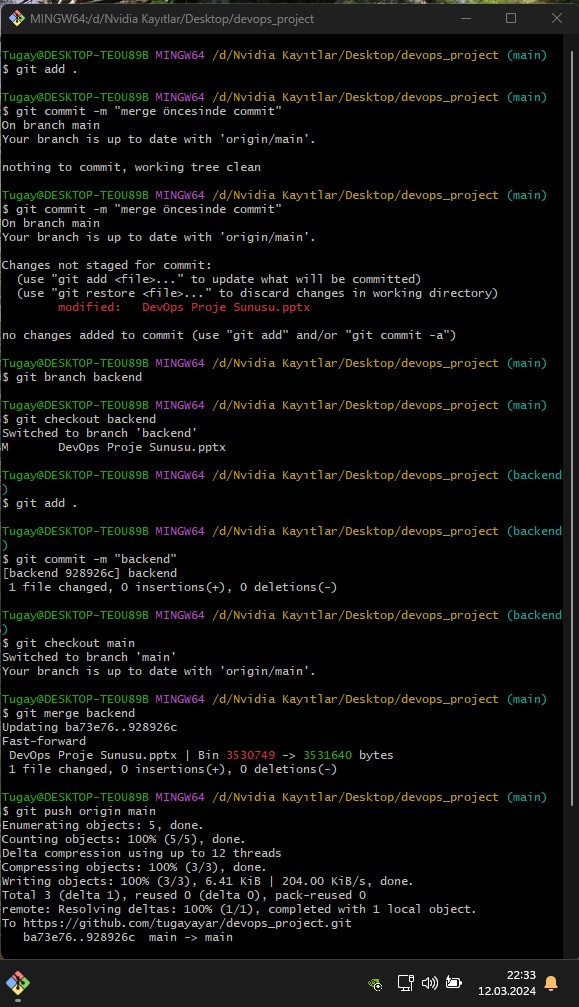 MINGW64:/d/Nvidia Kayıtlar/Desktop/devops_project
Tugay@DESKTOP-TEOU89B MINGW64 /d/Nvidia Kayıtlar/Desktop/devops_project (main)
$ git add .
Tugay@DESKTOP-TEOU89B MINGW64 /d/Nvidia Kayıtlar/Desktop/devops_project (main)
$ git commit -m "merge öncesinde commit"
On branch main
Your branch is up to date with 'origin/main'.
nothing to commit, working tree clean
Tugay@DESKTOP-TEOU89B MINGW64 /d/Nvidia Kayıtlar/Desktop/devops_project (main)
$ git commit -m "merge öncesinde commit"
On branch main
Your branch is up to date with 'origin/main'.
Changes not staged for commit:
  (use "git add <file>..." to update what will be committed)
  (use "git restore <file>..." to discard changes in working directory)
        modified:   DevOps Proje Sunusu.pptx
no changes added to commit (use "git add" and/or "git commit -a")
Tugay@DESKTOP-TEOU89B MINGW64 /d/Nvidia Kayıtlar/Desktop/devops_project (main)
$ git branch backend
Tugay@DESKTOP-TEOU89B MINGW64 /d/Nvidia Kayıtlar/Desktop/devops_project (main)
$ git checkout backend
Switched to branch 'backend'
M       DevOps Proje Sunusu.pptx
Tugay@DESKTOP-TEOU89B MINGW64 /d/Nvidia Kayıtlar/Desktop/devops_project (backend
)
$ git add .
Tugay@DESKTOP-TEOU89B MINGW64 /d/Nvidia Kayıtlar/Desktop/devops_project (backend
)
$ git commit -m "backend"
[backend 928926c] backend
 1 file changed, 0 insertions(+), 0 deletions(-)
Tugay@DESKTOP-TEOU89B MINGW64 /d/Nvidia Kayıtlar/Desktop/devops_project (backend
)
$ git checkout main
Switched to branch 'main'
Your branch is up to date with 'origin/main'.
Tugay@DESKTOP-TEOU89B MINGW64 /d/Nvidia Kayıtlar/Desktop/devops_project (main)
$ git merge backend
Updating ba73e76..928926c
Fast-forward
 DevOps Proje Sunusu.pptx | Bin 3530749 -> 3531640 bytes
 1 file changed, 0 insertions(+), 0 deletions(-)
Tugay@DESKTOP-TEOU89B MINGW64 /d/Nvidia Kayıtlar/Desktop/devops_project (main)
$ git push origin main
Enumerating objects: 5, done.
Counting objects: 100% (5/5), done.
Delta compression using up to 12 threads
Compressing objects: 100% (3/3), done.
Writing objects: 100% (3/3), 6.41 KiB | 204.00 KiB/s, done.
Total 3 (delta 1), reused 0 (delta 0), pack-reused 0
remote: Resolving deltas: 100% (1/1), completed with 1 local object.
To https://github.com/tugayayar/devops_project.git
   ba73e76..928926c  main -> main
22:33
12.03.2024